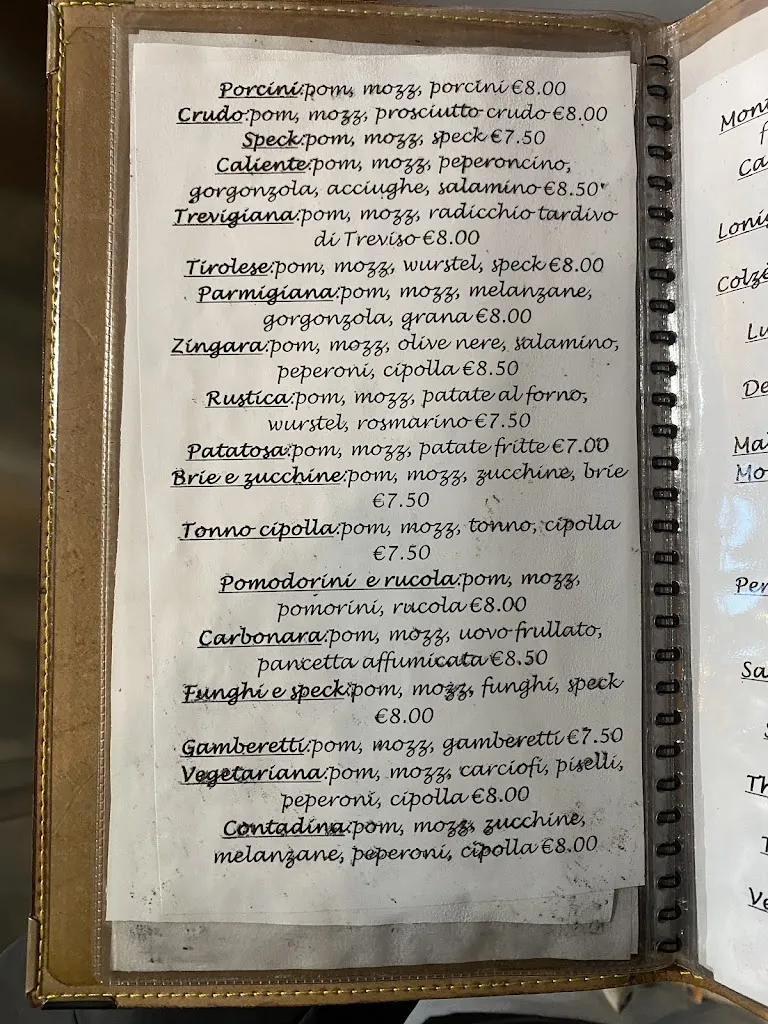 Porcini:pom, mozz, porcini €8.00
Crudo:pom, mozz, prosciutto crudo €8.00
Speck:pom, mozz, speck €7.50
Caliente:pom, mozz, peperoncino,
gorgonzola, acciughe, salamino €8.50
Trevigiana:pom, mozz, radicchio tardivo
di Treviso €8.00
Tirolese:pom, mozz, wurstel, speck €8.00
Parmigiana:pom, mozz, melanzane,
gorgonzola, grana €8.00
Zingara:pom, mozz, olive nere, salamino,
peperoni, cipolla €8.50
Rustica:pom, mozz, patate al forno,
wurstel, rosmarino €7.50
Patatosa:pom, mozz, patate fritte €7.00
Brie e zucchine:pom, mozz, zucchine, brie
€7.50
Tonno cipolla:pom, mozz, tonno, cipolla
€7.50
Pomodorini e rucola:pom, mozz,
pomorini, rucola €8.00
Carbonara:pom, mozz, uovo frullato,
pancetta affumicata €8.50
Funghi e speck:pom, mozz, funghi, speck
€8.00
Gamberetti:pom, mozz, gamberetti €7.50
Vegetariana:pom, mozz, carciofi, piselli,
peperoni, cipolla €8.00
Contadina:pom, mozz, zucchine,
melanzane, peperoni, cipolla €8.00